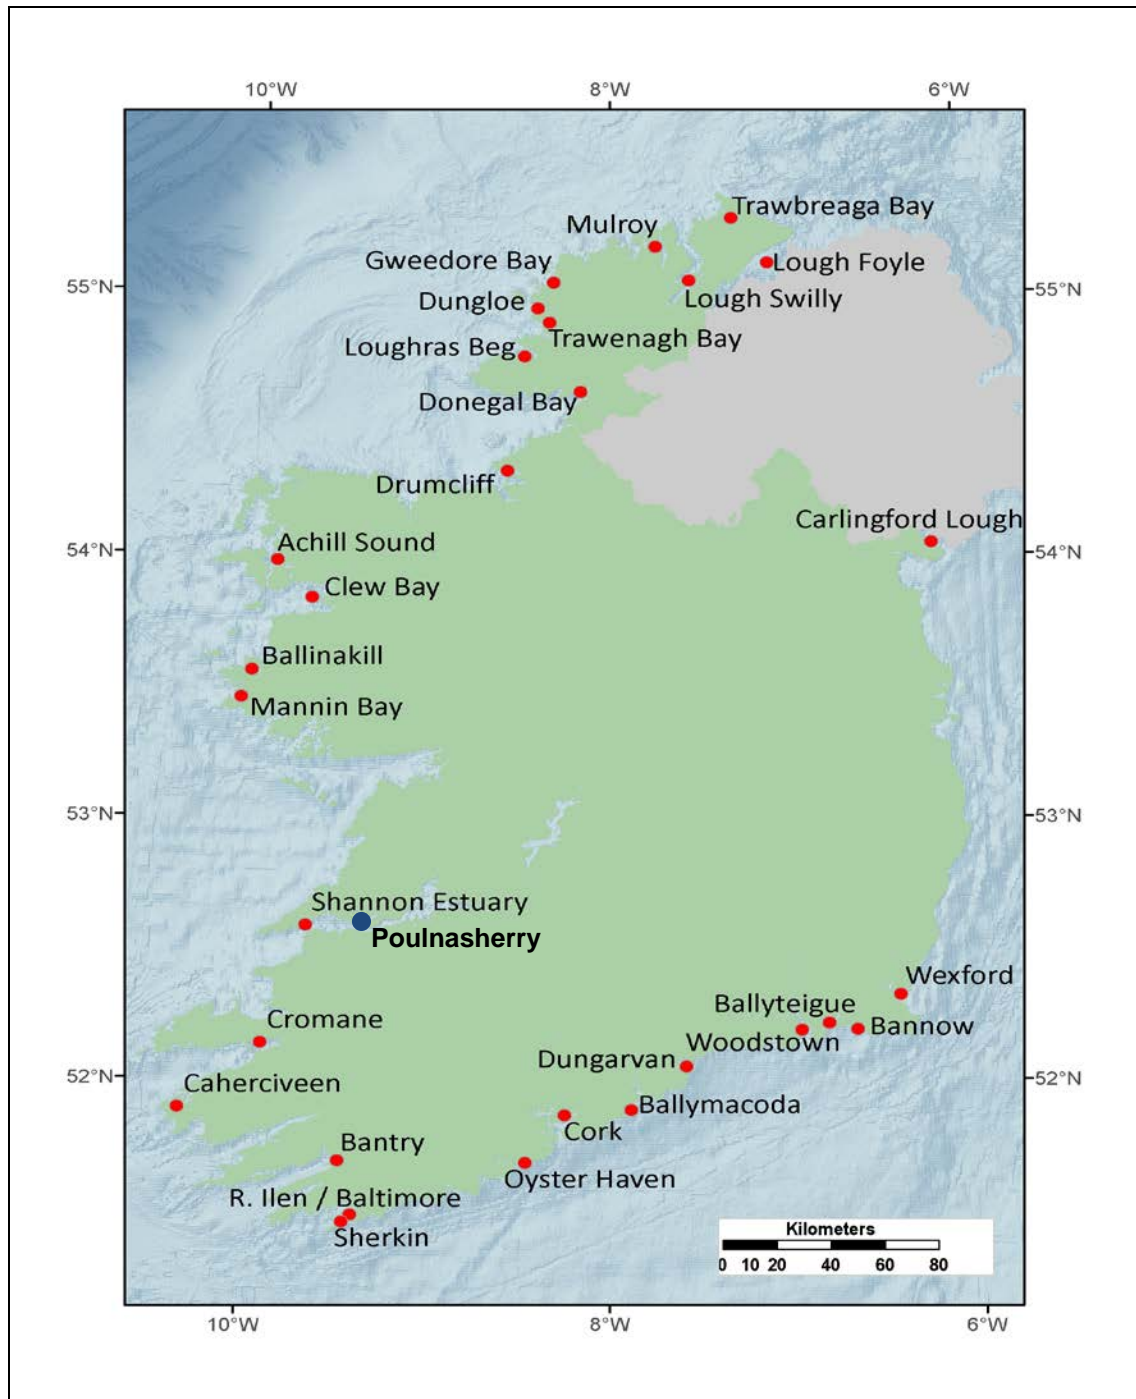 10°W 8°W 6°W
Trawbreaga Bay
Mulroy
Gweedore Bay
Lough Foyle
55°N
55°N
Dungloe
Lough Swilly
Trawenagh Bay
Loughras Beg
Donegal Bay
Drumcliff
Carlingford Lough
Achill Sound
54°N
54°N
Clew Bay
Ballinakill
Mannin Bay
53°N
53°N
Shannon Estuary
Poulnasherry
Wexford
Ballyteigue
Cromane
Bannow
Woodstown
Dungarvan
52°N
52°N
Caherciveen
Ballymacoda
Cork
Bantry
Oyster Haven
R. Ilen / Baltimore
Sherkin
Kilometers
0 10 20 40 60 80
10°W 8°W 6°W